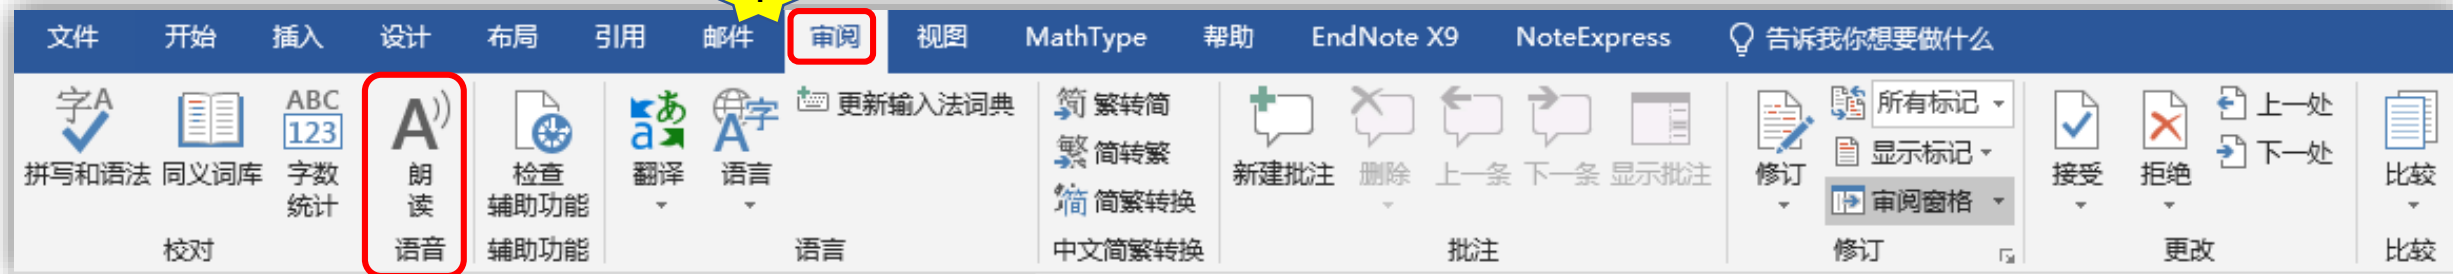 文件 开始 插入 设计 布局 引用 邮件 审阅 视图 MathType 帮助 EndNote X9 NoteExpress 告诉我你想要做什么
字A
拼写和语法
同义词库
ABC
123
字数
统计
校对
A
朗
读
语音
检查
辅助功能
辅助功能
aあ
翻译
A字
语言
更新输入法词典
语言
简 繁转简
繁 简转繁
简 简繁转换
中文简繁转换
新建批注
删除
上一条
下一条
显示批注
批注
修订
所有标记
显示标记
审阅窗格
修订
接受
拒绝
上一处
下一处
更改
比较
比较